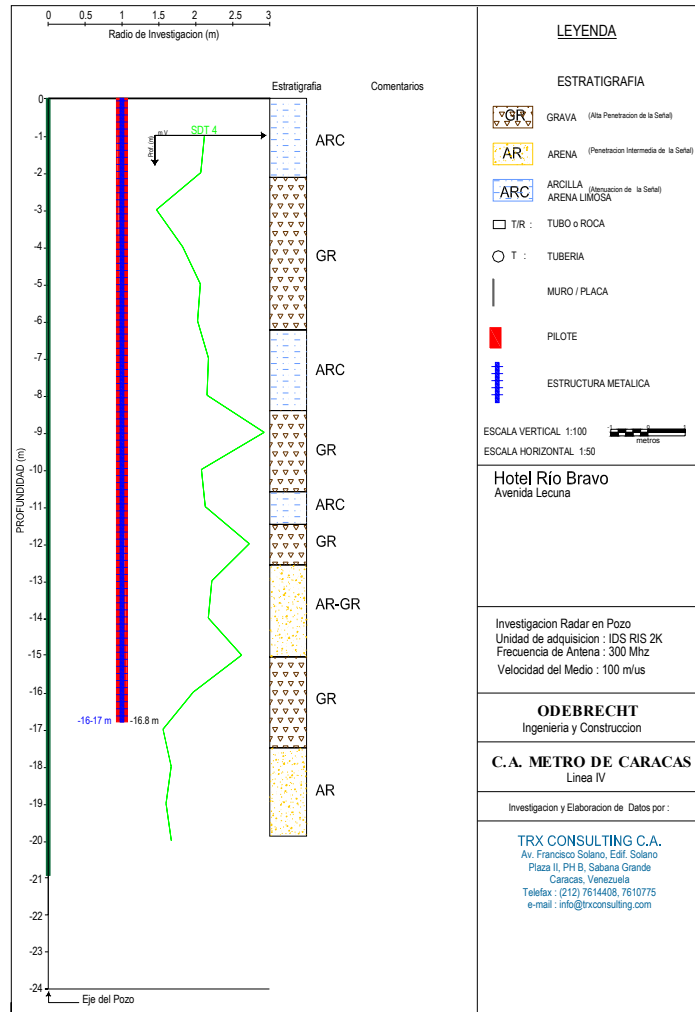 0 0.5 1 1.5 2 2.5 3
Radio de Investigacion (m)
Estratigrafia Comentarios
PROFUNDIDAD (m)
0
-1
-2
-3
-4
-5
-6
-7
-8
-9
-10
-11
-12
-13
-14
-15
-16
-17
-18
-19
-20
-21
-22
-23
-24
m V
Prof. (m)
SDT 4
ARC
GR
ARC
GR
ARC
GR
AR-GR
GR
AR
-16-17 m
-16.8 m
Eje del Pozo
LEYENDA
ESTRATIGRAFIA
GR GRAVA (Alta Penetracion de la Señal)
AR ARENA (Penetracion Intermedia de la Señal)
ARC ARCILLA
ARENA LIMOSA (Atenuacion de la Señal)
T/R : TUBO o ROCA
T : TUBERIA
MURO / PLACA
PILOTE
ESTRUCTURA METALICA
ESCALA VERTICAL 1:100
-1 0 1
metros
ESCALA HORIZONTAL 1:50
Hotel Río Bravo
Avenida Lecuna
Investigacion Radar en Pozo
Unidad de adquisicion : IDS RIS 2K
Frecuencia de Antena : 300 Mhz
Velocidad del Medio : 100 m/us
ODEBRECHT
Ingenieria y Construccion
C.A. METRO DE CARACAS
Linea IV
Investigacion y Elaboracion de Datos por :
TRX CONSULTING C.A.
Av. Francisco Solano, Edif. Solano
Plaza II, PH B, Sabana Grande
Caracas, Venezuela
Telefax : (212) 7614408, 7610775
e-mail : info@trxconsulting.com